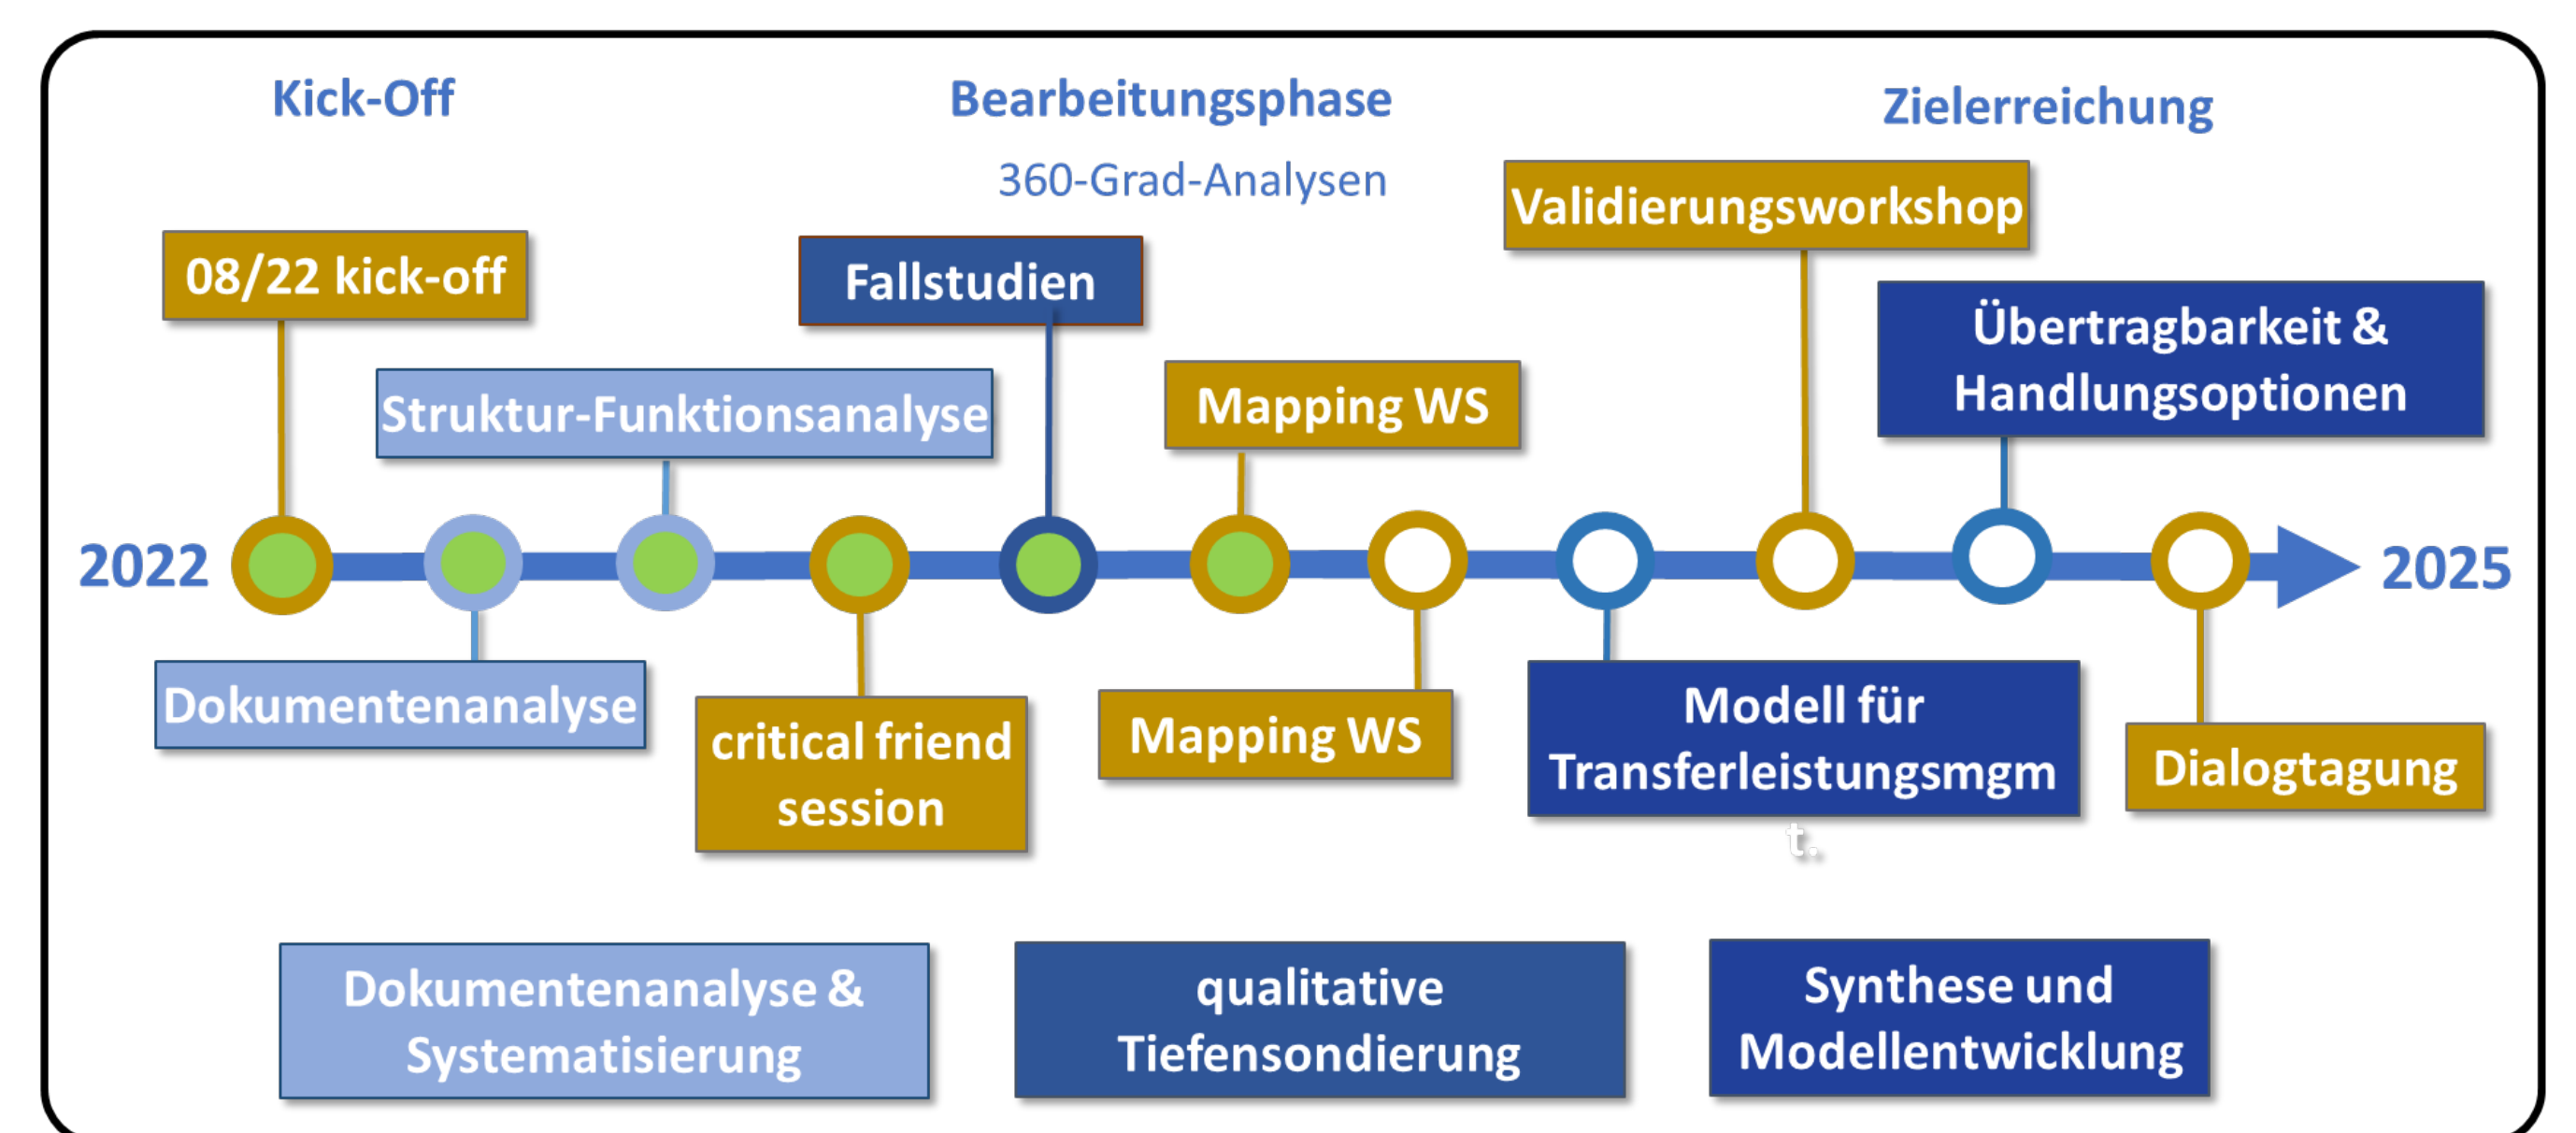 Kick-Off
Bearbeitungsphase
Zielerreichung
360-Grad-Analysen
Validierungsworkshop
08/22 kick-off
Fallstudien
Übertragbarkeit &
Handlungsoptionen
Struktur-Funktionsanalyse
Mapping WS
2022
2025
Dokumentenanalyse
critical friend
session
Mapping WS
Modell für
Transferleistungsmgm
t.
Dialogtagung
Dokumentenanalyse &
Systematisierung
qualitative
Tiefensondierung
Synthese und
Modellentwicklung